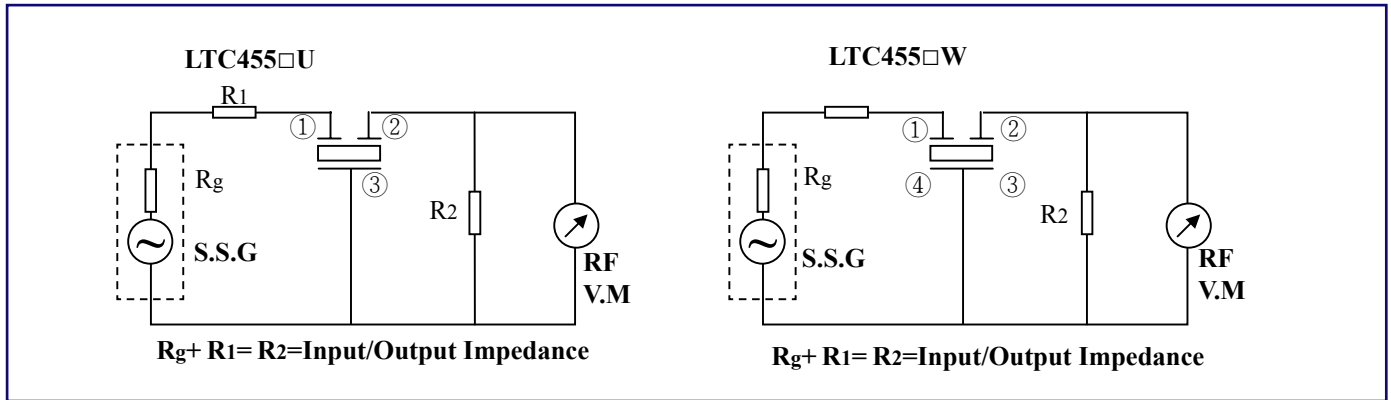 LTC455□U
R1
① ②
③
Rg
S.S.G
R2
RF
V.M
Rg+ R1= R2=Input/Output Impedance
LTC455□W
① ②
④ ③
Rg
S.S.G
R2
RF
V.M
Rg+ R1= R2=Input/Output Impedance